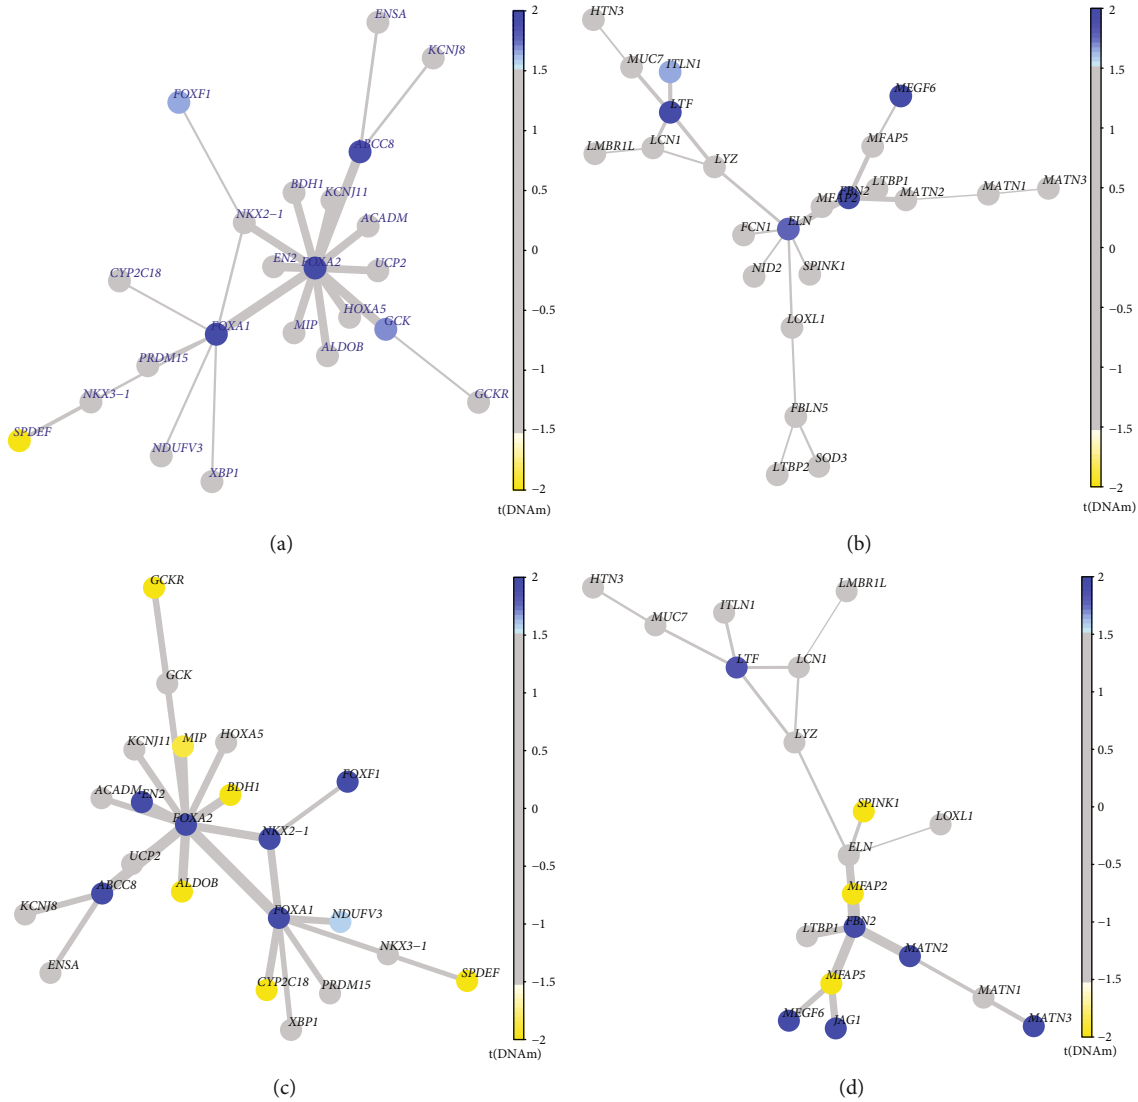 ENSA
KCNJ8
FOXF1
ABCC8
BDH1
KCNJ11
NKX2−1
ACADM
EN2
FOXA2
UCP2
CYP2C18
HOXA5
FOXA1
MIP
GCK
ALDOB
PRDM15
NKX3−1
GCKR
SPDEF
NDUFV3
XBP1
2
1.5
1
0.5
0
−0.5
−1
−1.5
−2
t(DNAm)
(a)
HTN3
MUC7
ITLN1
LTF
MEGF6
LMBR1L
LCN1
LYZ
MFAP5
LTBP1
FBN2
MFAP2
MATN2
MATN1
MATN3
FCN1
ELN
NID2
SPINK1
LOXL1
FBLN5
LTBP2
SOD3
2
1.5
1
0.5
0
−0.5
−1
−1.5
−2
t(DNAm)
(b)
GCKR
GCK
KCNJ11
MIP
HOXA5
ACADM
EN2
BDH1
FOXF1
FOXA2
NKX2−1
UCP2
ABCC8
ALDOB
KCNJ8
FOXA1
NDUFV3
ENSA
NKX3−1
CYP2C18
PRDM15
SPDEF
XBP1
2
1.5
1
0.5
0
−0.5
−1
−1.5
−2
t(DNAm)
(c)
HTN3
MUC7
ITLN1
LMBR1L
LTF
LCN1
LYZ
SPINK1
LOXL1
ELN
MFAP2
LTBP1
FBN2
MATN2
MFAP5
MATN1
MEGF6
JAG1
MATN3
2
1.5
1
0.5
0
−0.5
−1
−1.5
−2
t(DNAm)
(d)